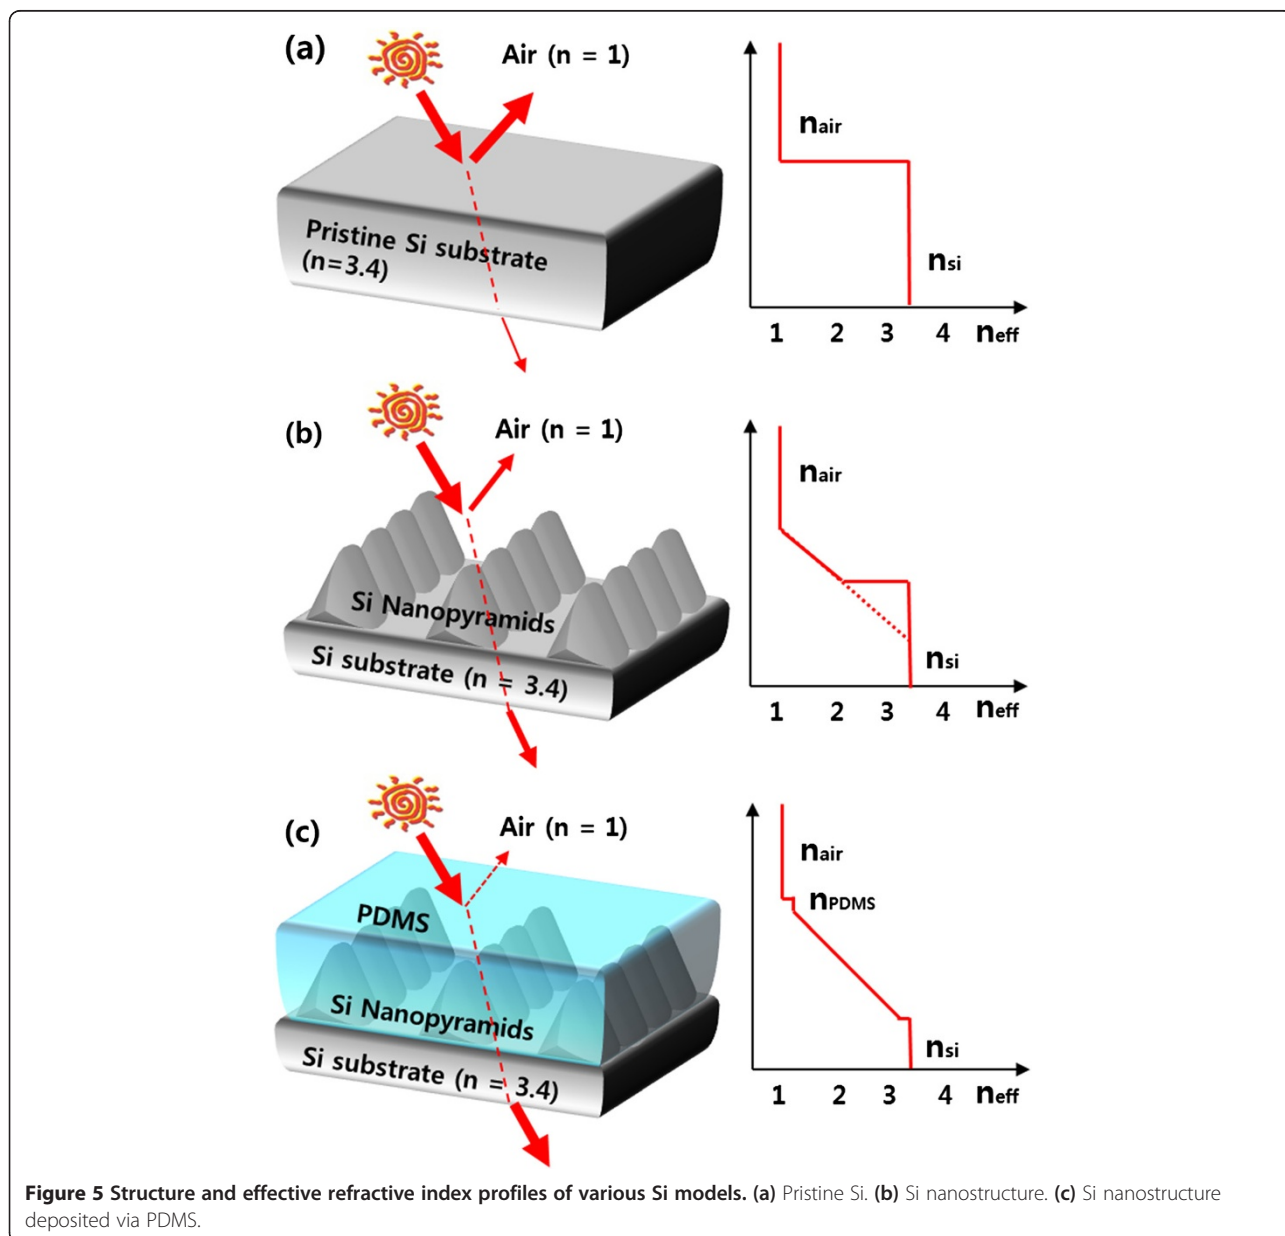 (a)
Air (n = 1)
Pristine Si substrate
(n=3.4)
nair
nsi
1 2 3 4 neff
(b)
Air (n = 1)
Si Nanopyramids
Si substrate (n = 3.4)
nair
nsi
1 2 3 4 neff
(c)
Air (n = 1)
PDMS
Si Nanopyramids
Si substrate (n = 3.4)
nair
nPDMS
nsi
1 2 3 4 neff
Figure 5 Structure and effective refractive index profiles of various Si models. (a) Pristine Si. (b) Si nanostructure. (c) Si nanostructure
deposited via PDMS.